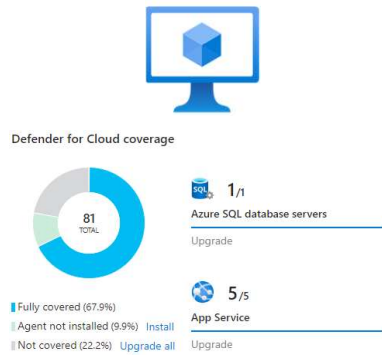 Defender for Cloud coverage
81
TOTAL
Fully covered (67.9%)
Agent not installed (9.9%) Install
Not covered (22.2%) Upgrade all
SQL
1/1
Azure SQL database servers
Upgrade
5/5
App Service
Upgrade